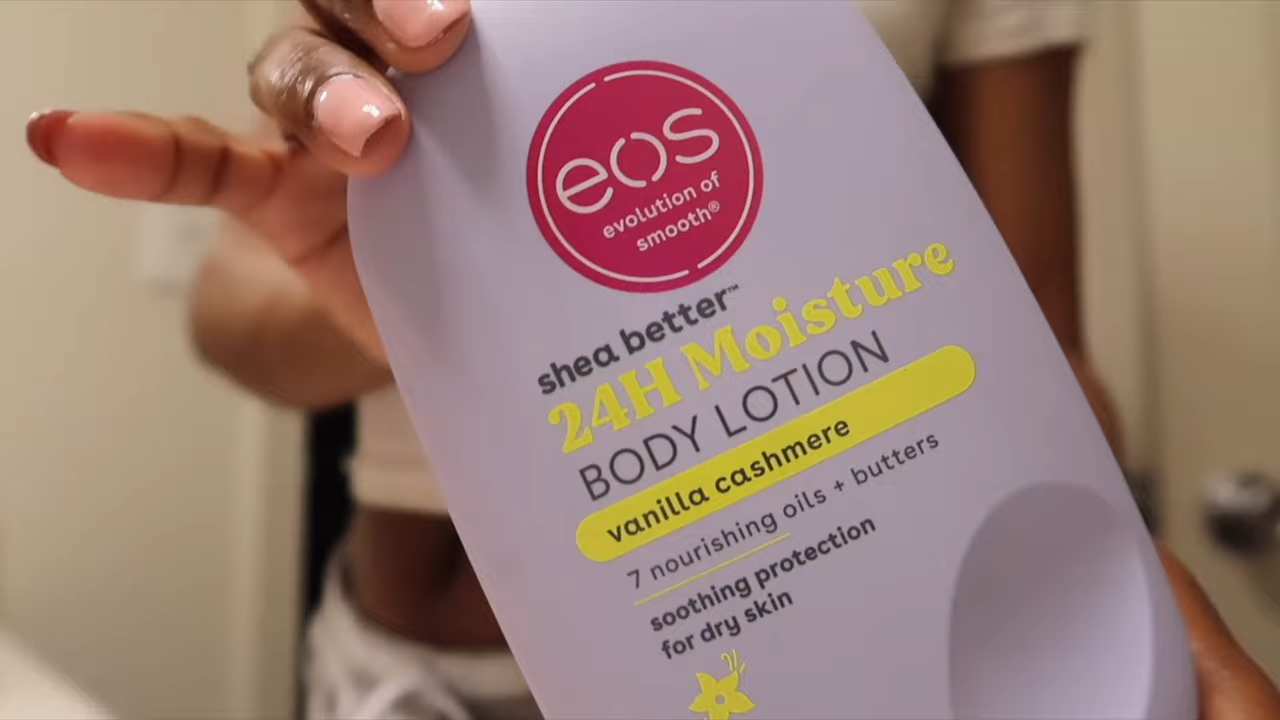 eos
evolution of
smooth®
shea better™
24H Moisture
BODY LOTION
vanilla cashmere
7 nourishing oils + butters
soothing protection
for dry skin